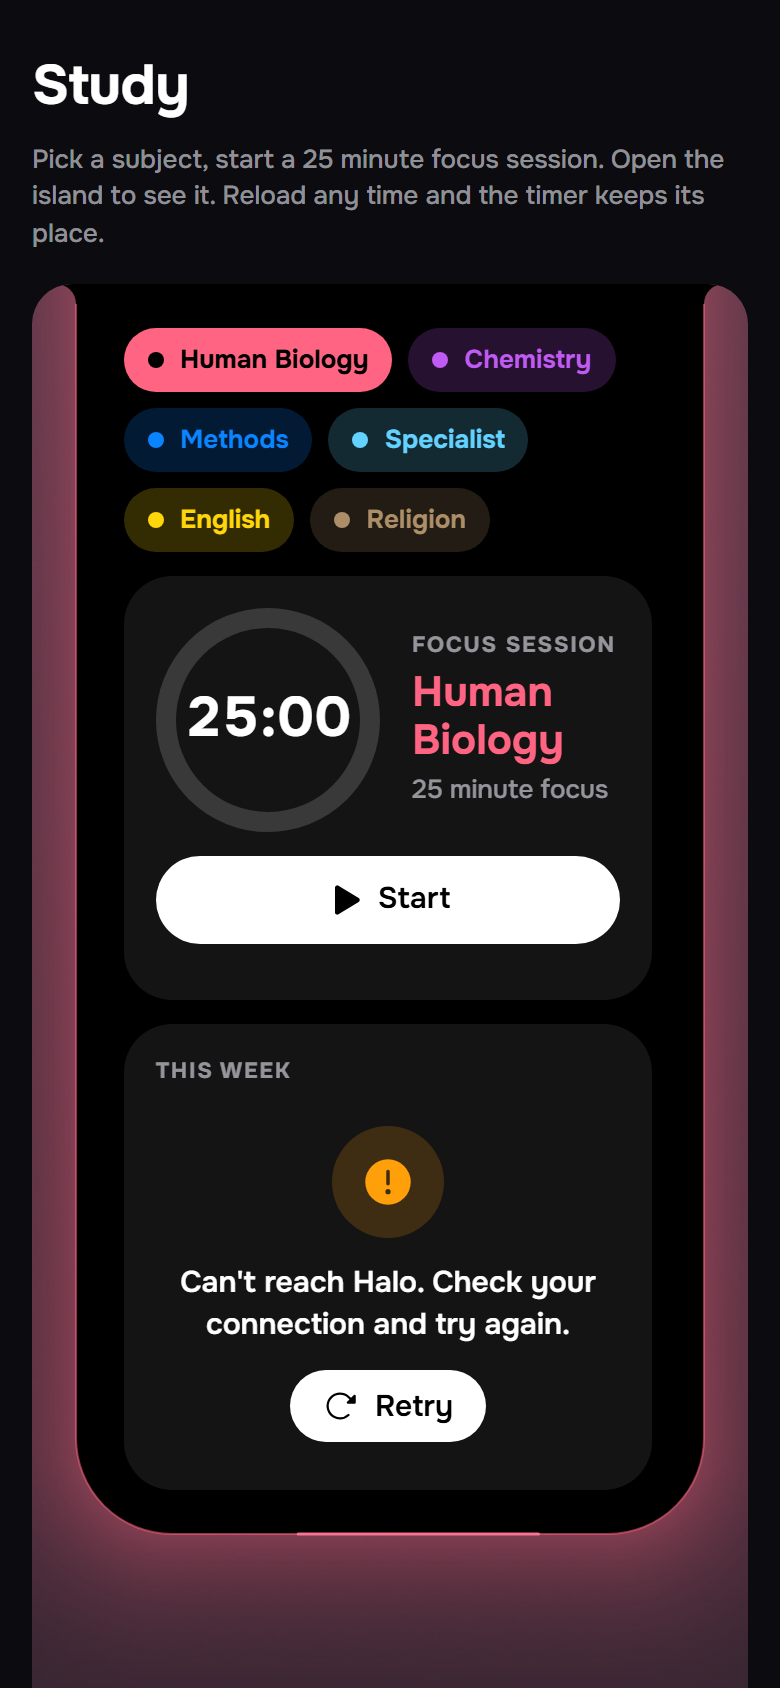 Study
Pick a subject, start a 25 minute focus session. Open the
island to see it. Reload any time and the timer keeps its
place.
Human Biology
Chemistry
Methods
Specialist
English
Religion
25:00
FOCUS SESSION
Human
Biology
25 minute focus
Start
THIS WEEK
Can't reach Halo. Check your
connection and try again.
Retry